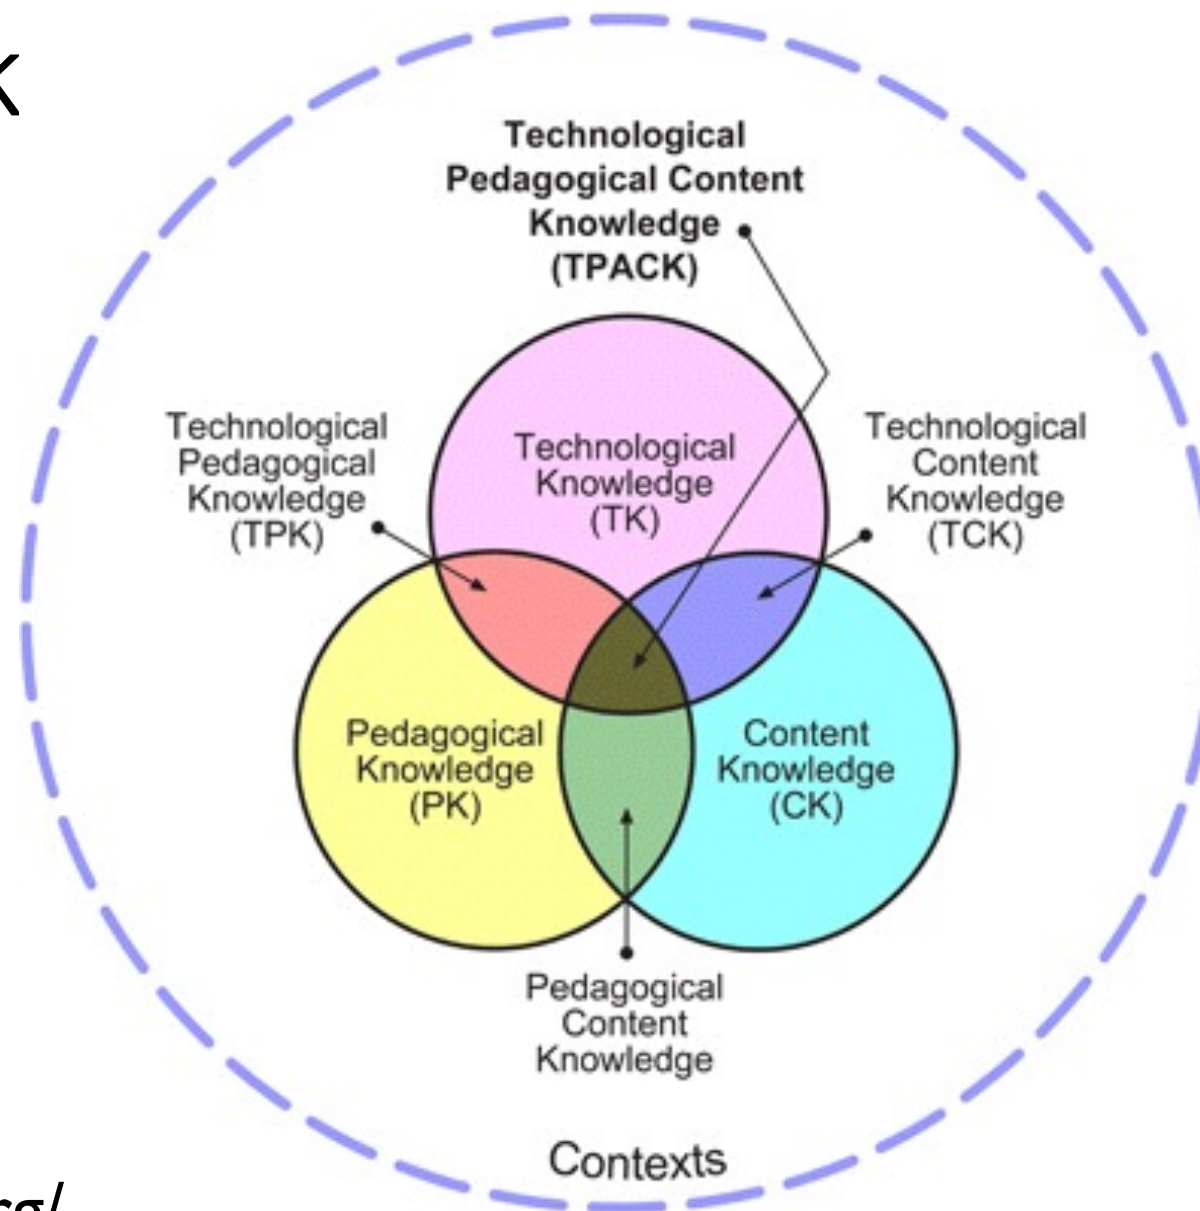 K
Technological
Pedagogical Content
Knowledge
(TPACK)
Technological
Pedagogical
Knowledge
(TPK)
Technological
Knowledge
(TK)
Technological
Content
Knowledge
(TCK)
Pedagogical
Knowledge
(PK)
Content
Knowledge
(CK)
Pedagogical
Content
Knowledge
Contexts
rg/